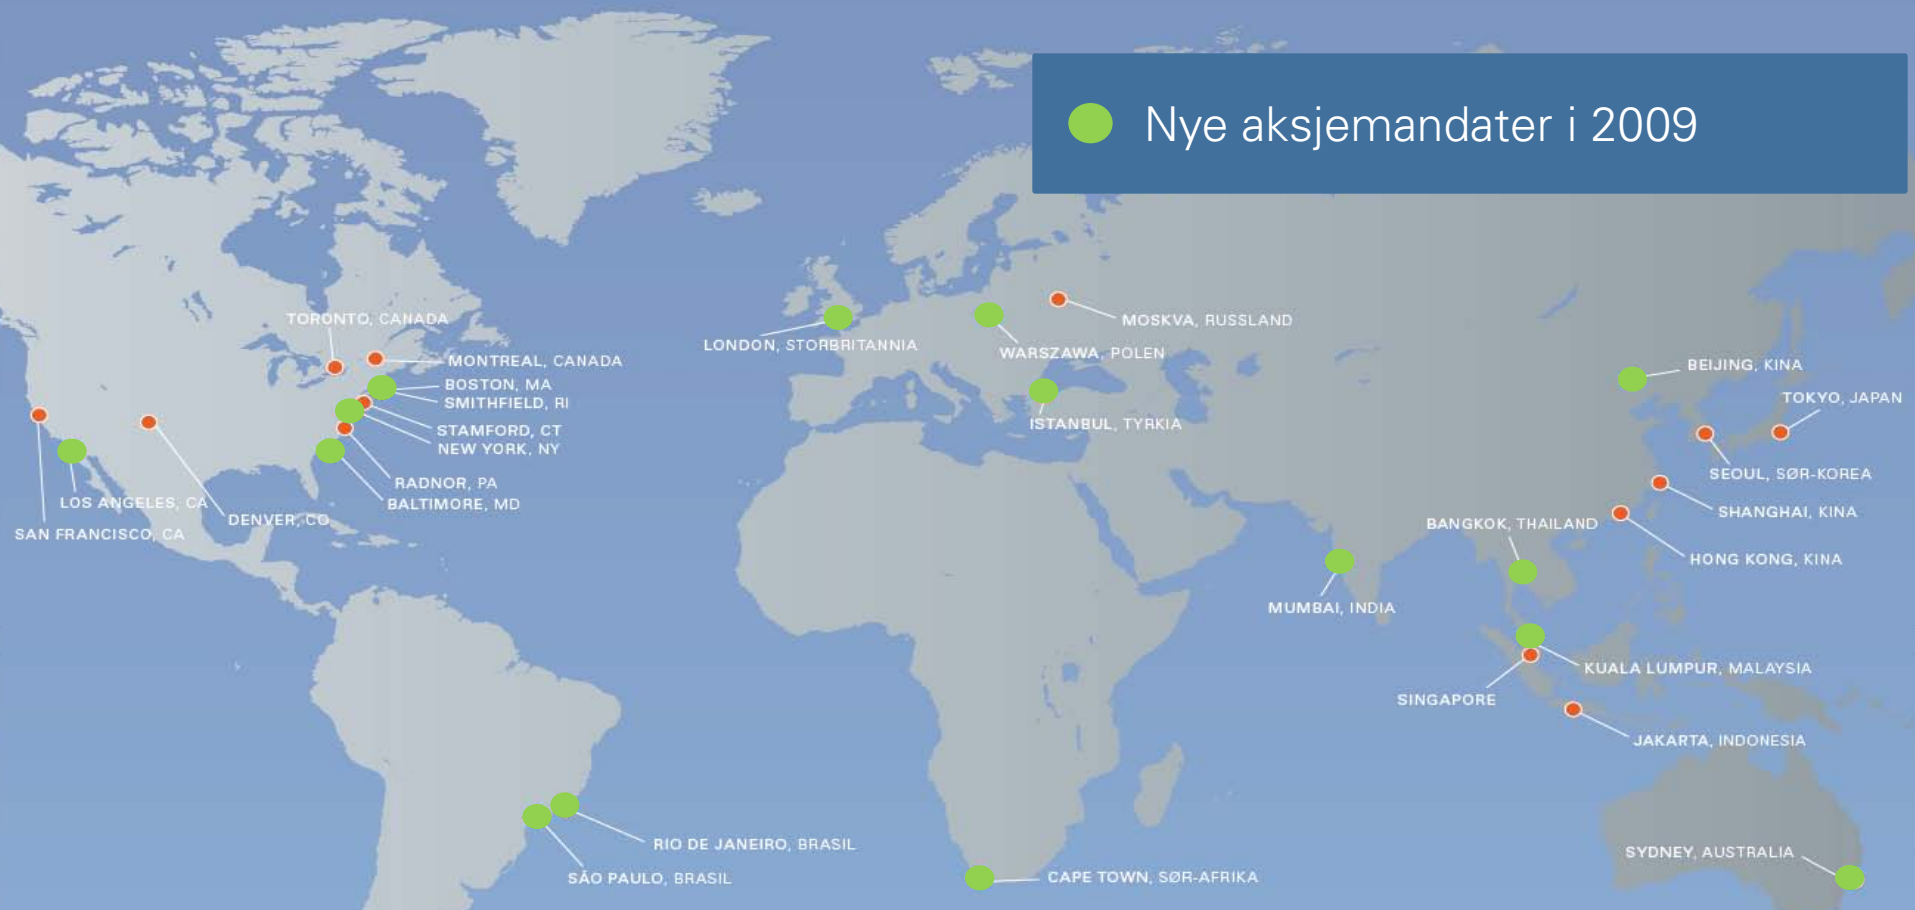 Nye aksjemandater i 2009
TORONTO, CANADA
MONTREAL, CANADA
BOSTON, MA
SMITHFIELD, RI
STAMFORD, CT
NEW YORK, NY
RADNOR, PA
BALTIMORE, MD
LOS ANGELES, CA
DENVER, CO
SAN FRANCISCO, CA
LONDON, STORBRITANNIA
MOSKVA, RUSSLAND
WARSZAWA, POLEN
ISTANBUL, TYRKIA
BEIJING, KINA
TOKYO, JAPAN
SEOUL, SØR-KOREA
SHANGHAI, KINA
BANGKOK, THAILAND
HONG KONG, KINA
MUMBAI, INDIA
KUALA LUMPUR, MALAYSIA
SINGAPORE
JAKARTA, INDONESIA
RIO DE JANEIRO, BRASIL
SÃO PAULO, BRASIL
CAPE TOWN, SØR-AFRIKA
SYDNEY, AUSTRALIA